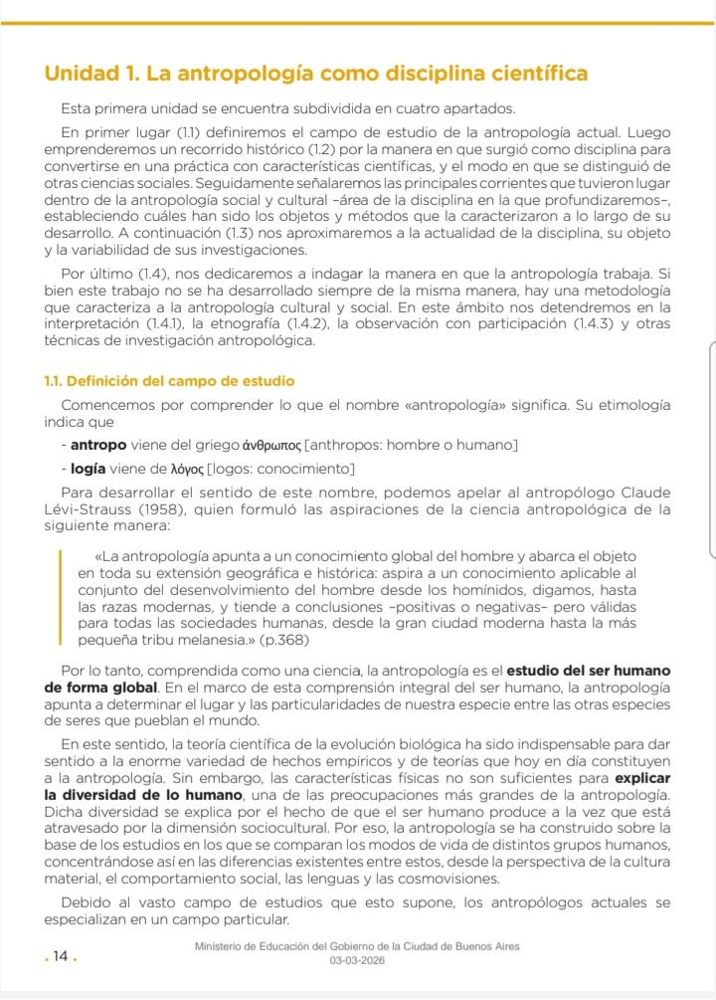 Unidad 1. La antropología como disciplina científica
Esta primera unidad se encuentra subdividida en cuatro apartados.
En primer lugar (1.1) definiremos el campo de estudio de la antropología actual. Luego
emprenderemos un recorrido histórico (1.2) por la manera en que surgió como disciplina para
convertirse en una práctica con características científicas, y el modo en que se distinguió de
otras ciencias sociales. Seguidamente señalaremos las principales corrientes que tuvieron lugar
dentro de la antropología social y cultural –área de la disciplina en la que profundizaremos–,
estableciendo cuáles han sido los objetos y métodos que la caracterizaron a lo largo de su
desarrollo. A continuación (1.3) nos aproximaremos a la actualidad de la disciplina, su objeto
y la variabilidad de sus investigaciones.
Por último (1.4), nos dedicaremos a indagar la manera en que la antropología trabaja. Si
bien este trabajo no se ha desarrollado siempre de la misma manera, hay una metodología
que caracteriza a la antropología cultural y social. En este ámbito nos detendremos en la
interpretación (1.4.1), la etnografía (1.4.2), la observación con participación (1.4.3) y otras
técnicas de investigación antropológica.
1.1. Definición del campo de estudio
Comencemos por comprender lo que el nombre «antropología» significa. Su etimología
indica que
- antropo viene del griego άνθρωπος [anthropos: hombre o humano]
- logía viene de λόγος [logos: conocimiento]
Para desarrollar el sentido de este nombre, podemos apelar al antropólogo Claude
Lévi-Strauss (1958), quien formuló las aspiraciones de la ciencia antropológica de la
siguiente manera:
«La antropología apunta a un conocimiento global del hombre y abarca el objeto
en toda su extensión geográfica e histórica: aspira a un conocimiento aplicable al
conjunto del desenvolvimiento del hombre desde los homínidos, digamos, hasta
las razas modernas, y tiende a conclusiones –positivas o negativas– pero válidas
para todas las sociedades humanas, desde la gran ciudad moderna hasta la más
pequeña tribu melanesia.» (p.368)
Por lo tanto, comprendida como una ciencia, la antropología es el estudio del ser humano
de forma global. En el marco de esta comprensión integral del ser humano, la antropología
apunta a determinar el lugar y las particularidades de nuestra especie entre las otras especies
de seres que pueblan el mundo.
En este sentido, la teoría científica de la evolución biológica ha sido indispensable para dar
sentido a la enorme variedad de hechos empíricos y de teorías que hoy en día constituyen
a la antropología. Sin embargo, las características físicas no son suficientes para explicar
la diversidad de lo humano, una de las preocupaciones más grandes de la antropología.
Dicha diversidad se explica por el hecho de que el ser humano produce a la vez que está
atravesado por la dimensión sociocultural. Por eso, la antropología se ha construido sobre la
base de los estudios en los que se comparan los modos de vida de distintos grupos humanos,
concentrándose así en las diferencias existentes entre estos, desde la perspectiva de la cultura
material, el comportamiento social, las lenguas y las cosmovisiones.
Debido al vasto campo de estudios que esto supone, los antropólogos actuales se
especializan en un campo particular.
. 14 .
Ministerio de Educación del Gobierno de la Ciudad de Buenos Aires
03-03-2026